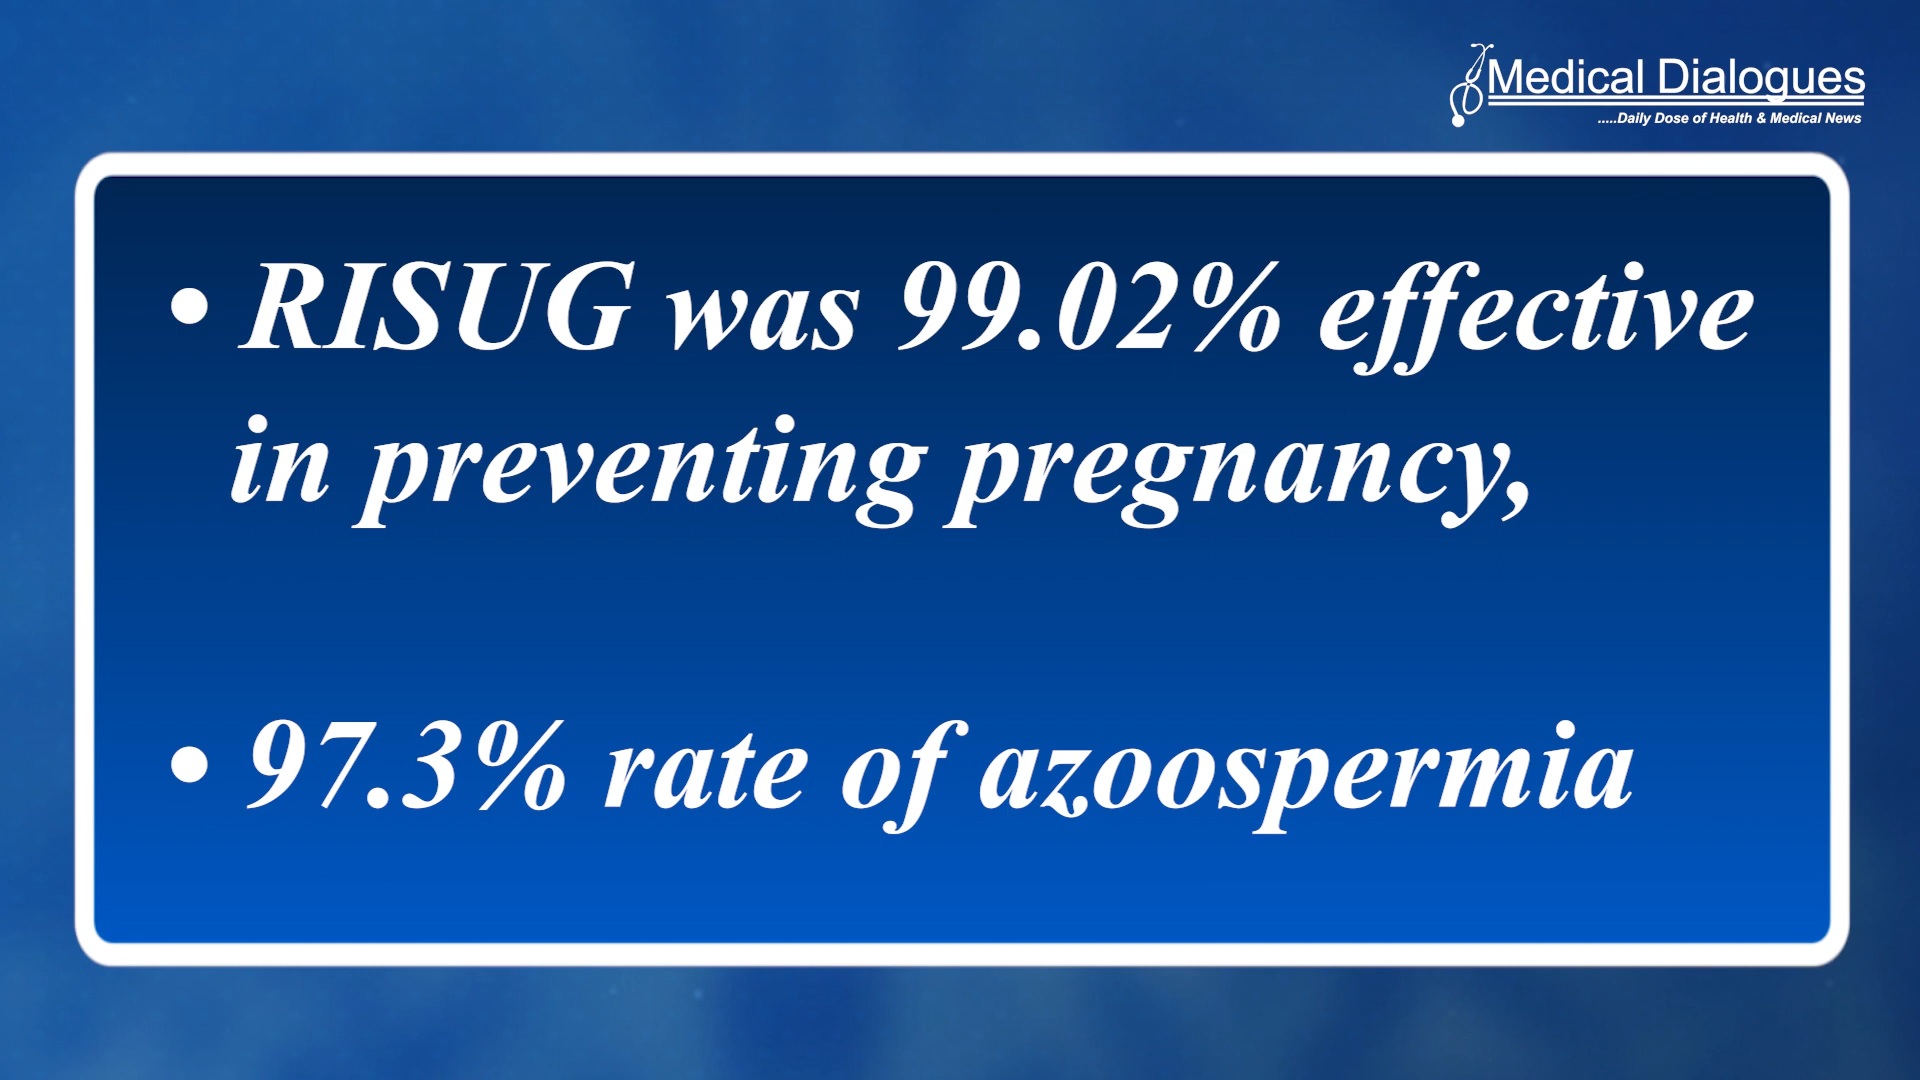 Medical Dialogues
.....Daily Dose of Health & Medical News
• RISUG was 99.02% effective
in preventing pregnancy,
• 97.3% rate of azoospermia